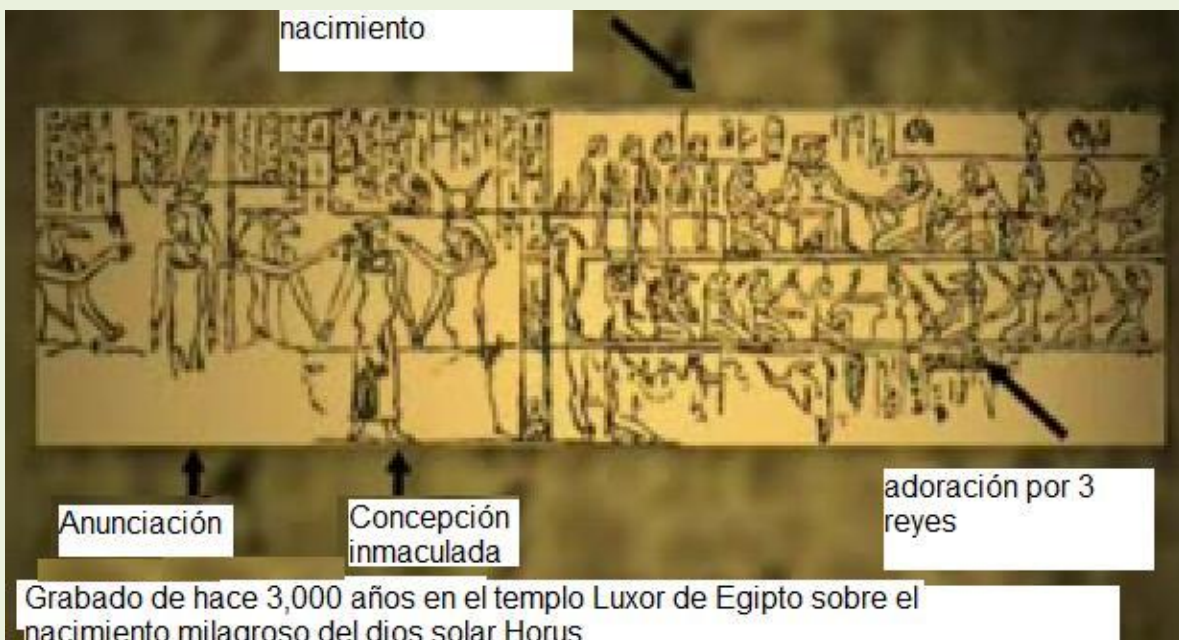 nacimiento
Anunciación
Concepción
inmaculada
adoración por 3
reyes
Grabado de hace 3,000 años en el templo Luxor de Egipto sobre el
nacimiento milagroso del dios solar Horus